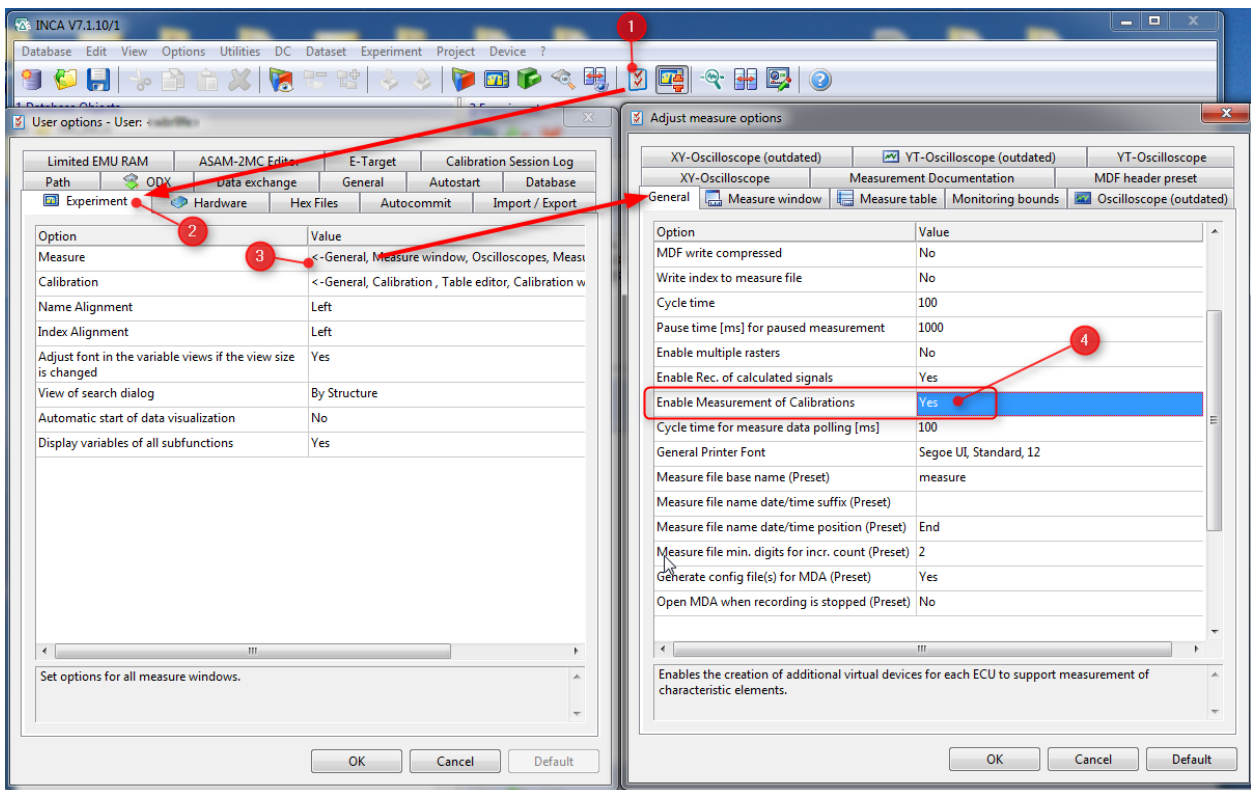 INCA V7.1.10/1
1
Database Edit View Options Utilities DC Dataset Experiment Project Device ?
1 Database Objects
User options - User:
Limited EMU RAM ASAM-2MC Editor E-Target Calibration Session Log
Path ODX Data exchange General Autostart Database
Experiment Hardware Hex Files Autocommit Import / Export
2
Option Value
3
Measure <-General, Measure window, Oscilloscopes, Measu
Calibration <-General, Calibration , Table editor, Calibration w
Name Alignment Left
Index Alignment Left
Adjust font in the variable views if the view size Yes
is changed
View of search dialog By Structure
Automatic start of data visualization No
Display variables of all subfunctions Yes
Set options for all measure windows.
OK Cancel Default
Adjust measure options
XY-Oscilloscope (outdated) YT-Oscilloscope (outdated) YT-Oscilloscope
XY-Oscilloscope Measurement Documentation MDF header preset
General Measure window Measure table Monitoring bounds Oscilloscope (outdated)
Option Value
MDF write compressed No
Write index to measure file No
Cycle time 100
Pause time [ms] for paused measurement 1000
4
Enable multiple rasters No
Enable Rec. of calculated signals Yes
Enable Measurement of Calibrations Yes
Cycle time for measure data polling [ms] 100
General Printer Font Segoe UI, Standard, 12
Measure file base name (Preset) measure
Measure file name date/time suffix (Preset)
Measure file name date/time position (Preset) End
Measure file min. digits for incr. count (Preset) 2
Generate config file(s) for MDA (Preset) Yes
Open MDA when recording is stopped (Preset) No
Enables the creation of additional virtual devices for each ECU to support measurement of
characteristic elements.
OK Cancel Default